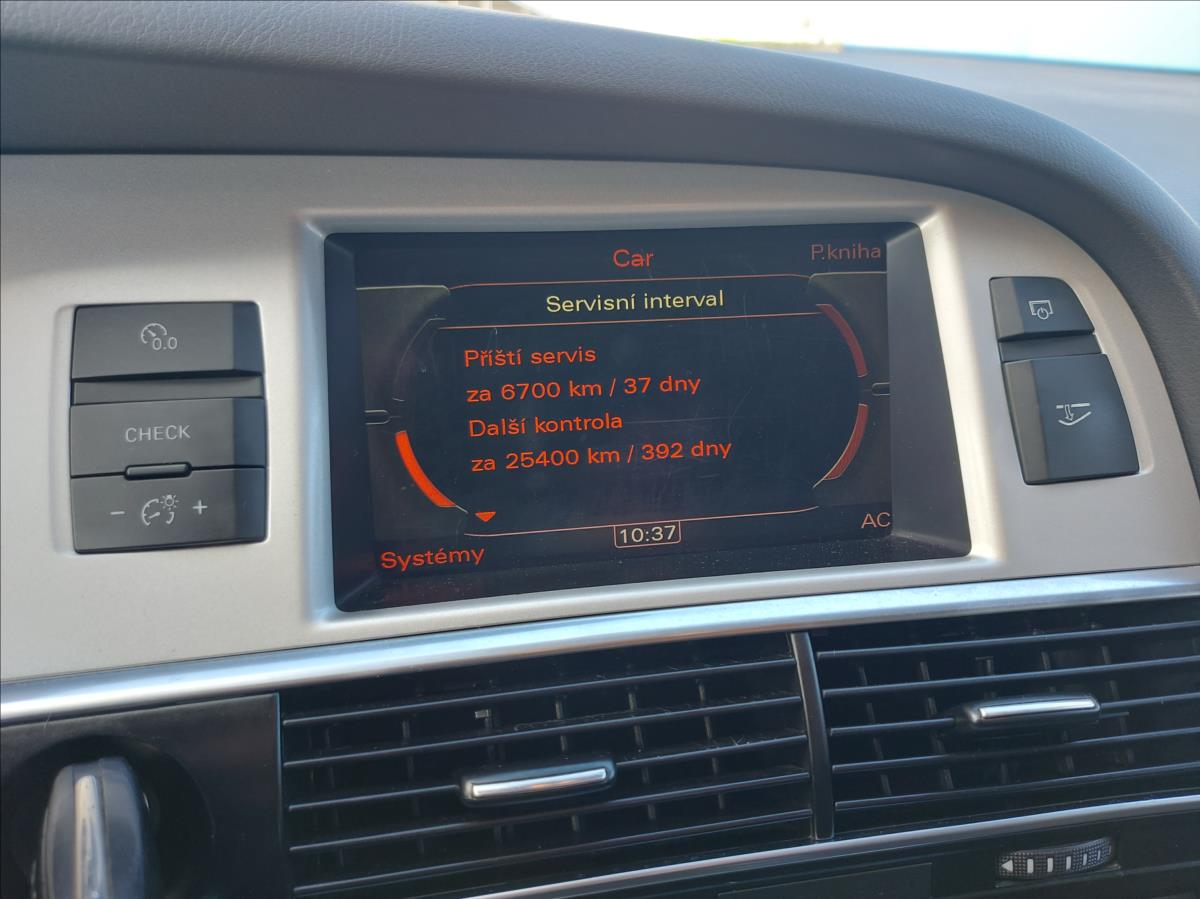 Car
P.kniha
Servisní interval
Příští servis
za 6700 km / 37 dny
Další kontrola
za 25400 km / 392 dny
10:37
AC
Systémy
0.0
CHECK
− +